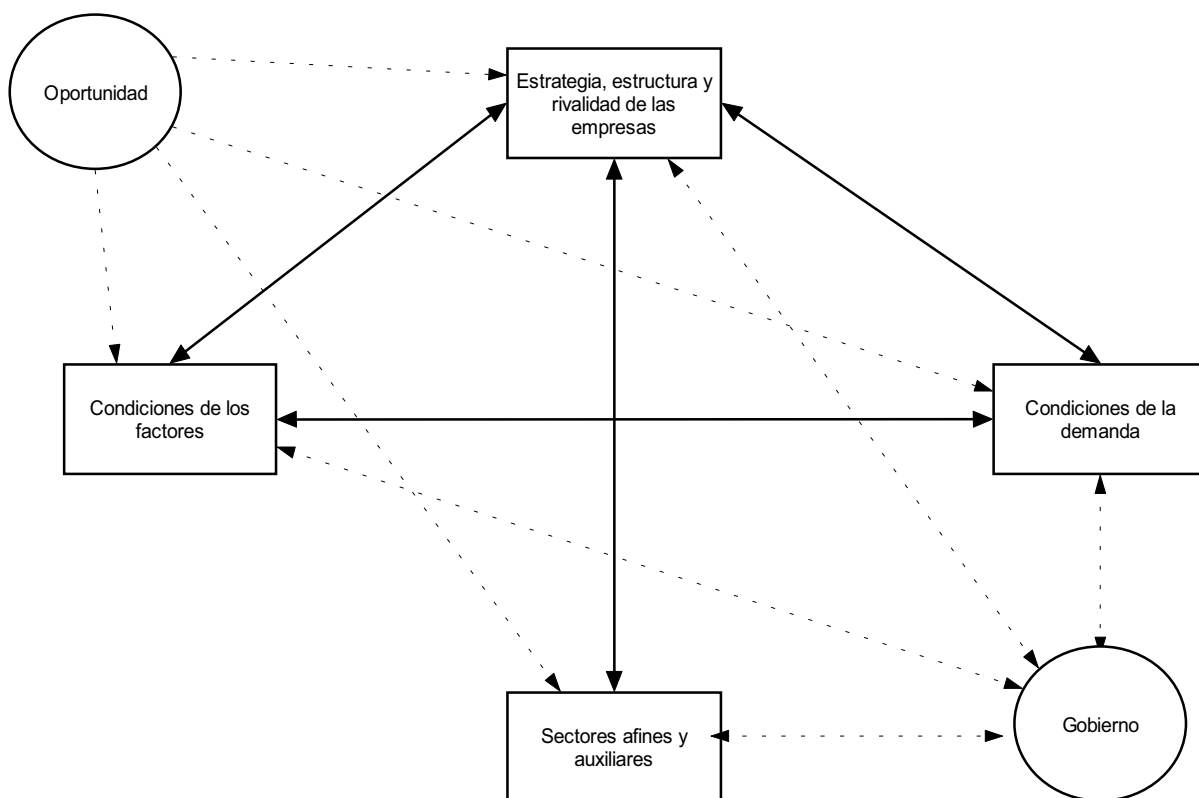 Oportunidad
Estrategia, estructura y
rivalidad de las
empresas
Condiciones de los
factores
Condiciones de la
demanda
Sectores afines y
auxiliares
Gobierno